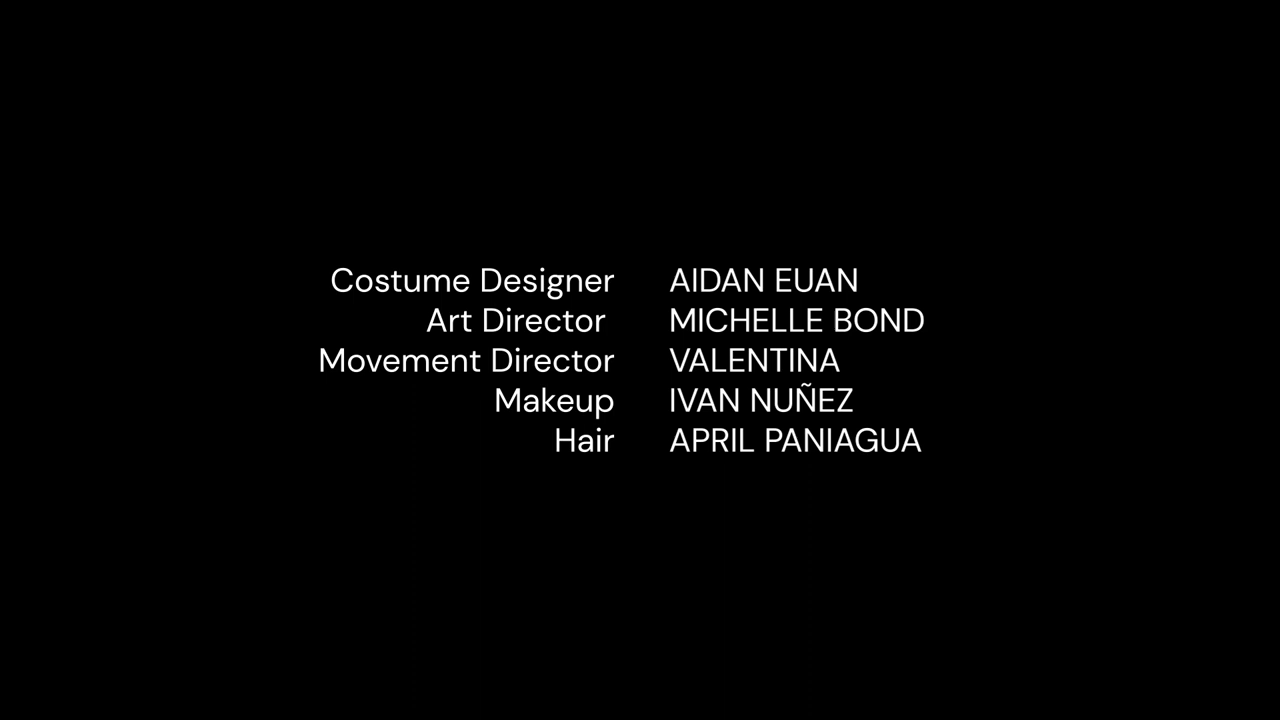 Costume Designer AIDAN EUAN
Art Director MICHELLE BOND
Movement Director VALENTINA
Makeup IVAN NUÑEZ
Hair APRIL PANIAGUA